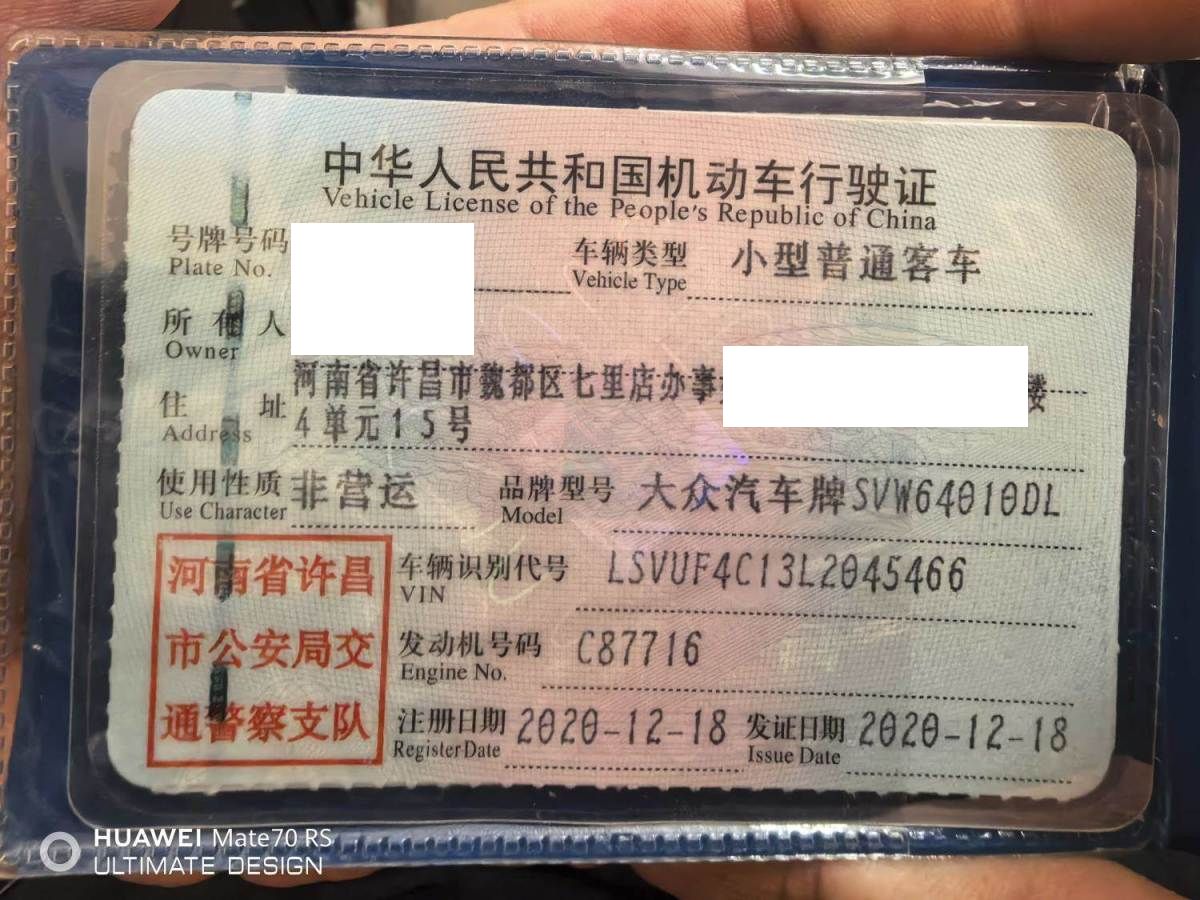 中华人民共和国机动车行驶证
Vehicle License of the People's Republic of China
号牌号码
Plate No.
车辆类型 小型普通客车
Vehicle Type
所有人
Owner
住址 河南省许昌市魏都区七里店办事 楼
Address 4单元15号
使用性质 非营运
Use Character
品牌型号 大众汽车牌SVW64010DL
Model
河南省许昌
市公安局交
通警察支队
车辆识别代号 LSVUF4C13L2045466
VIN
发动机号码 C87716
Engine No.
注册日期 2020-12-18 发证日期 2020-12-18
Register Date Issue Date
HUAWEI Mate70 RS
ULTIMATE DESIGN